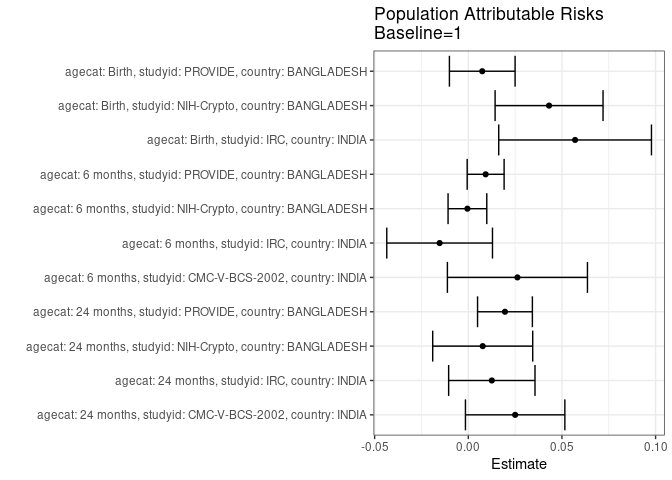 Population Attributable Risks
Baseline=1
agecat: Birth, studyid: PROVIDE, country: BANGLADESH
agecat: Birth, studyid: NIH-Crypto, country: BANGLADESH
agecat: Birth, studyid: IRC, country: INDIA
agecat: 6 months, studyid: PROVIDE, country: BANGLADESH
agecat: 6 months, studyid: NIH-Crypto, country: BANGLADESH
agecat: 6 months, studyid: IRC, country: INDIA
agecat: 6 months, studyid: CMC-V-BCS-2002, country: INDIA
agecat: 24 months, studyid: PROVIDE, country: BANGLADESH
agecat: 24 months, studyid: NIH-Crypto, country: BANGLADESH
agecat: 24 months, studyid: IRC, country: INDIA
agecat: 24 months, studyid: CMC-V-BCS-2002, country: INDIA
-0.05 0.00 0.05 0.10
Estimate